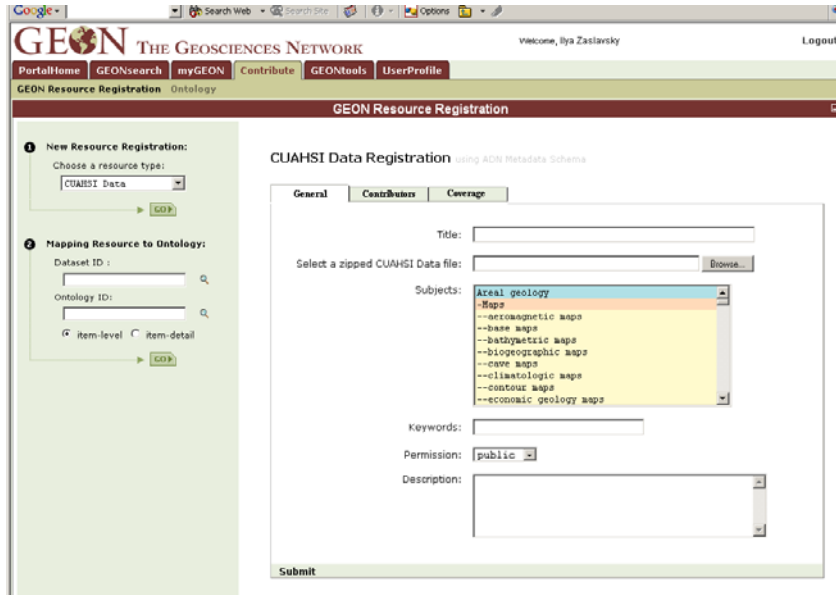 Google Search Web Search Site Options
GEON THE GEOSCIENCES NETWORK
Welcome, Ilya Zaslavsky
Logout
PortalHome GEONsearch myGEON Contribute GEONtools UserProfile
GEON Resource Registration Ontology
GEON Resource Registration
1 New Resource Registration:
Choose a resource type:
CUAHSI Data
GO
2 Mapping Resource to Ontology:
Dataset ID :
Ontology ID:
item-level item-detail
GO
CUAHSI Data Registration using ADN Metadata Schema
General Contributors Coverage
Title:
Select a zipped CUAHSI Data file: Browse...
Subjects:
Areal geology
-Maps
--aeromagnetic maps
--base maps
--bathymetric maps
--biogeographic maps
--cave maps
--climatologic maps
--contour maps
--economic geology maps
Keywords:
Permission: public
Description:
Submit